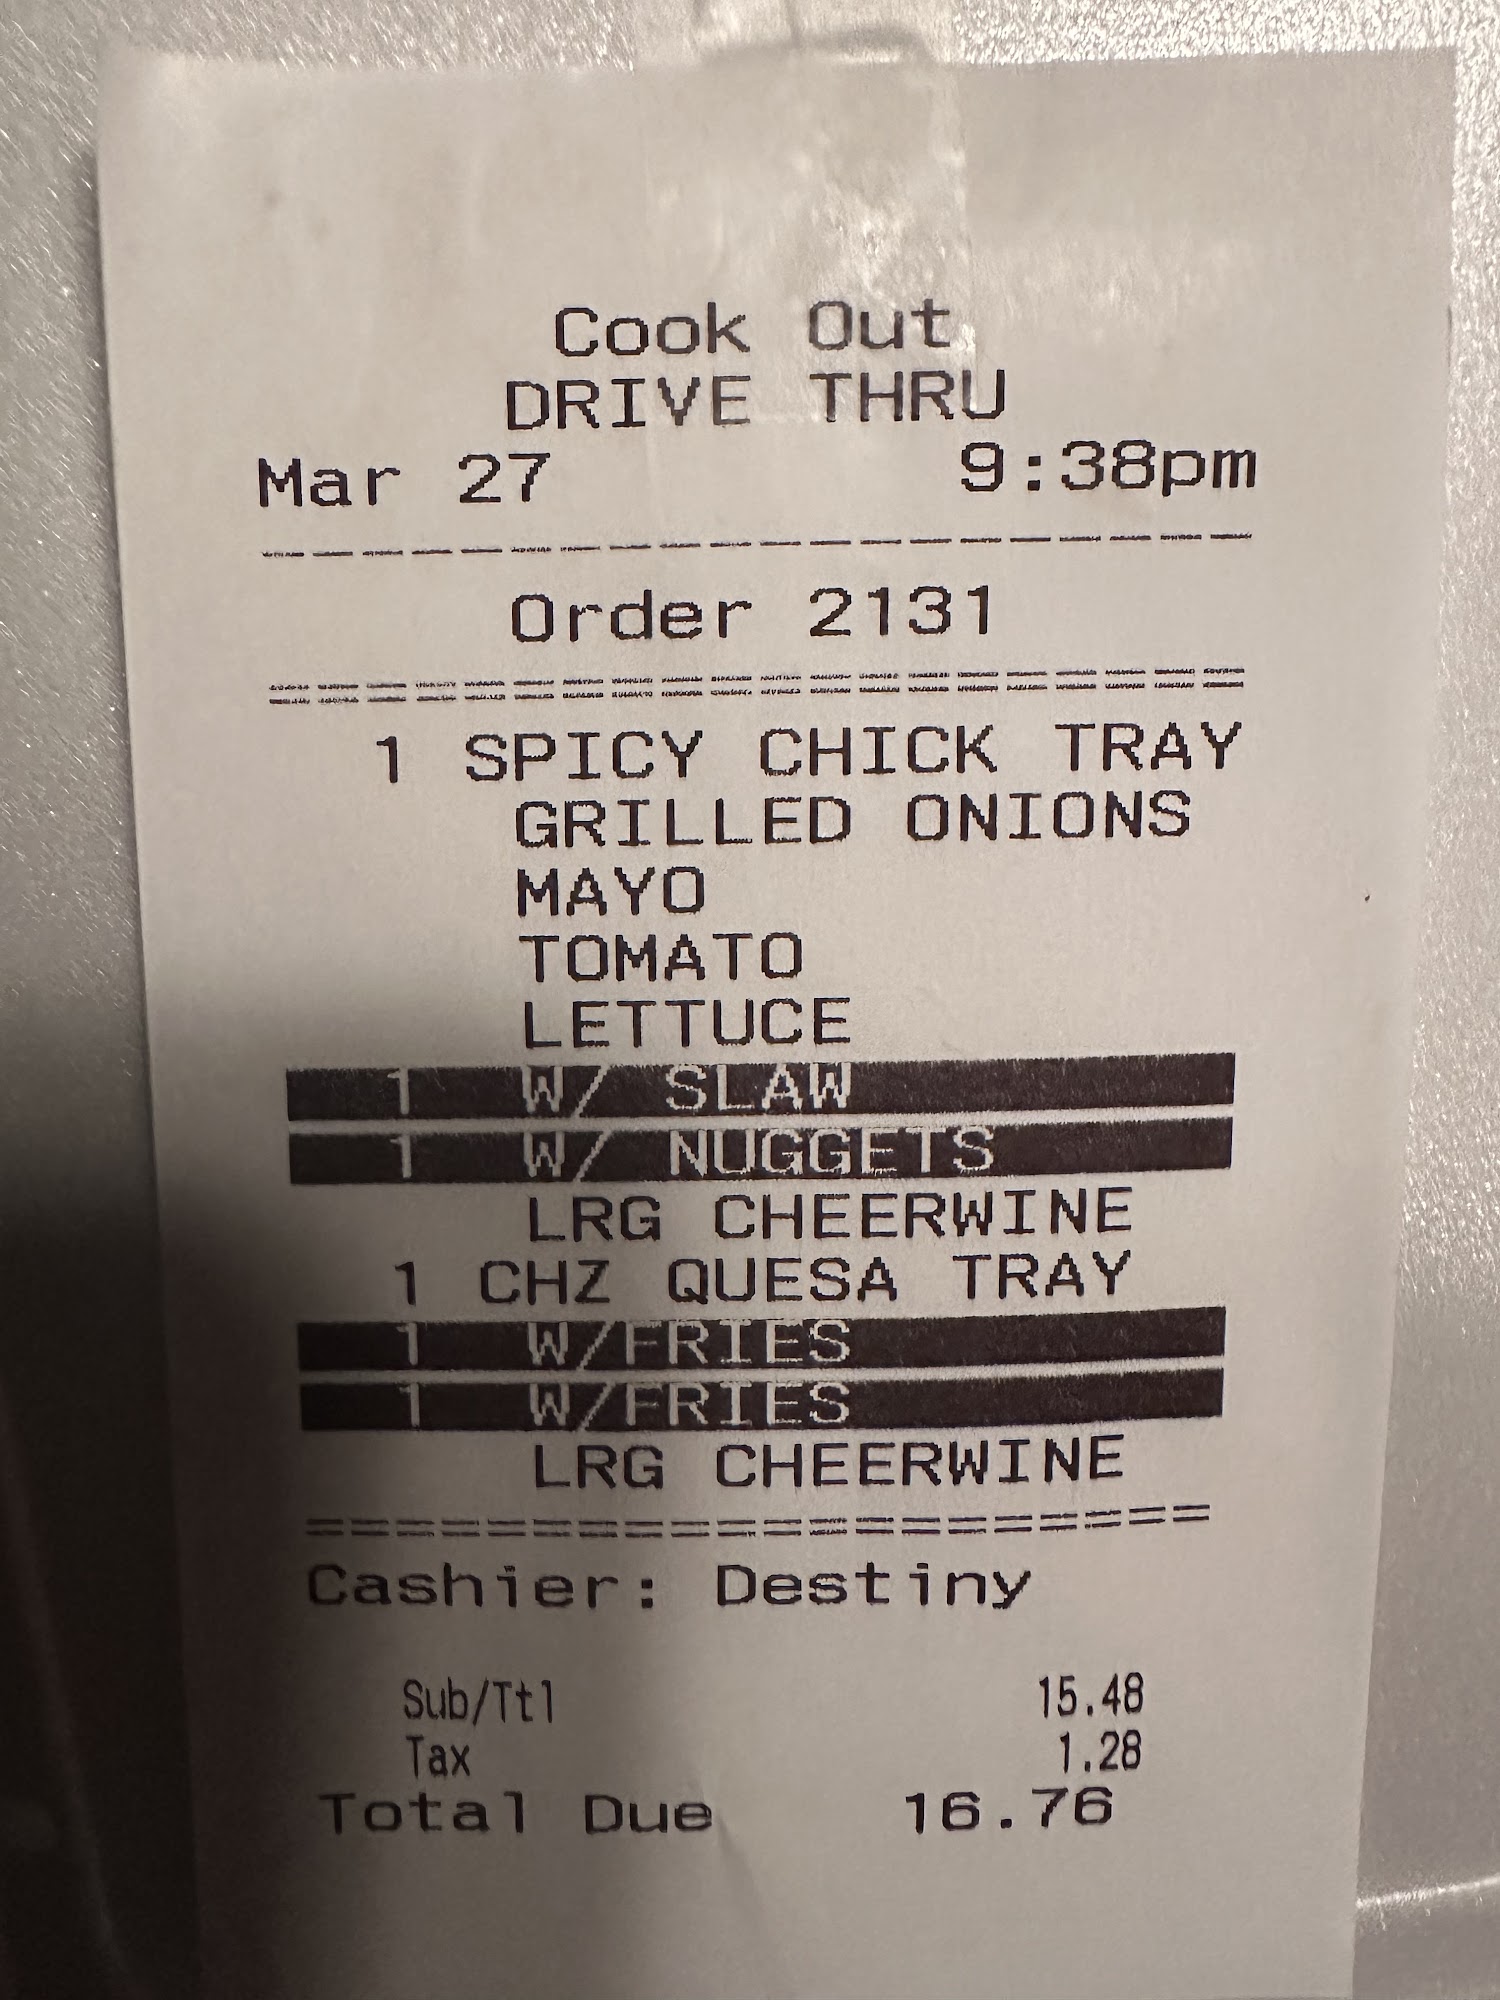 Cook Out
DRIVE THRU
Mar 27 9:38pm
Order 2131
1 SPICY CHICK TRAY
GRILLED ONIONS
MAYO
TOMATO
LETTUCE
1 W/ SLAW
1 W/ NUGGETS
LRG CHEERWINE
1 CHZ QUESA TRAY
1 W/FRIES
1 W/FRIES
LRG CHEERWINE
====================
Cashier: Destiny
Sub/Ttl 15.48
Tax 1.28
Total Due 16.76